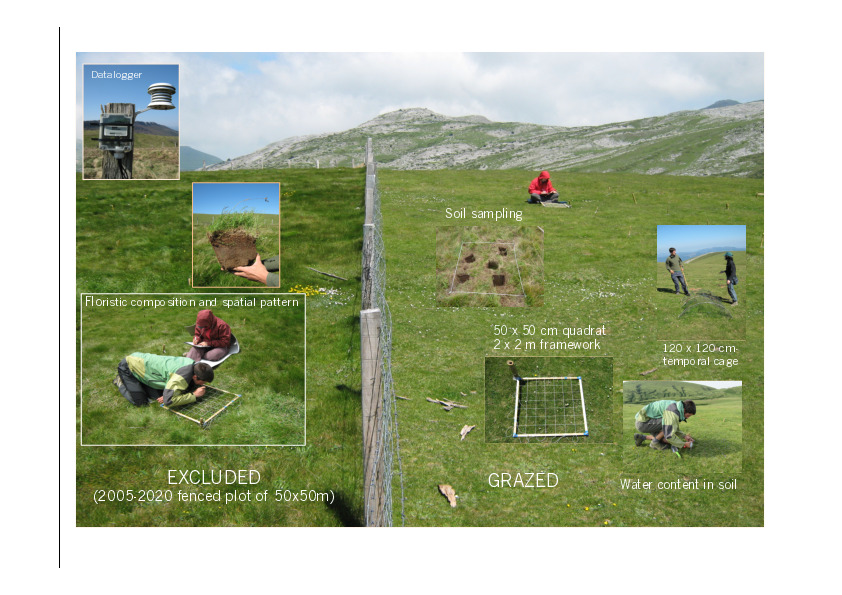 Datalogger
Soil sampling
Floristic composition and spatial pattern
50 x 50 cm quadrat
2 x 2 m framework
120 x 120-cm-
temporal cage
EXCLUDED
(2005-2020 fenced plot of 50x50m)
GRAZED
Water content in soil